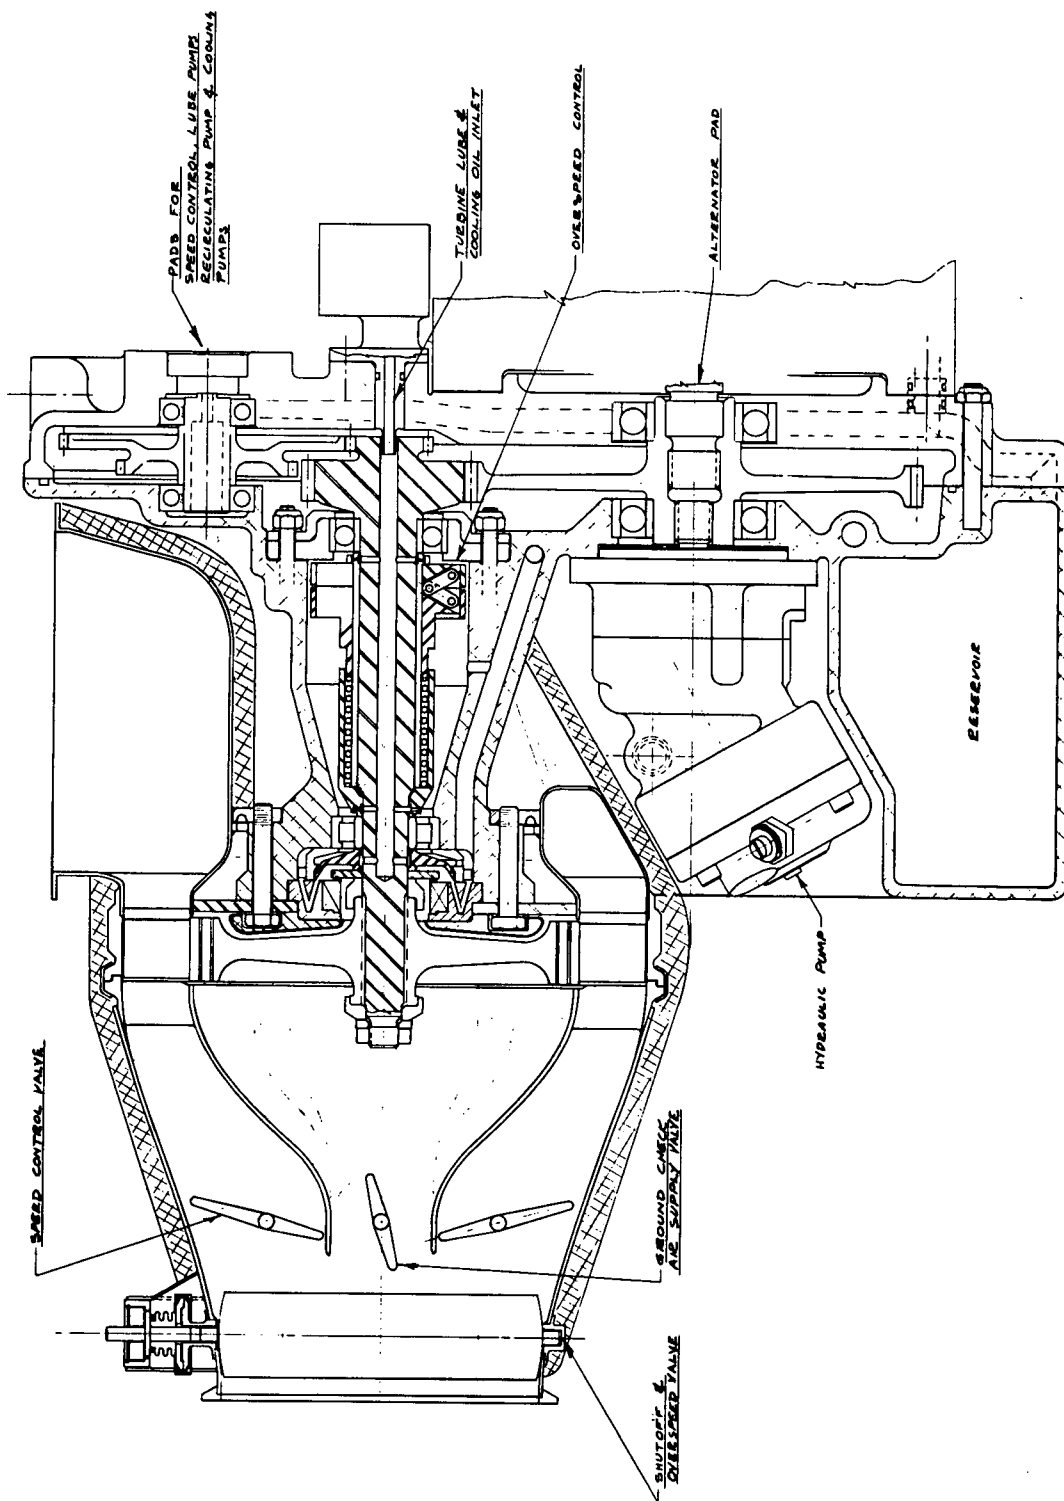 PADS FOR
SPEED CONTROL, LUBE PUMPS
RECIRCULATING PUMP & COOLING
PUMPS
TURBINE LUBE &
COOLING OIL INLET
OVERSPEED CONTROL
ALTERNATOR PAD
RESERVOIR
HYDRAULIC PUMP
SPEED CONTROL VALVE
GROUND CHECK
AIR SUPPLY VALVE
SHUTOFF &
OVERSPEED VALVE